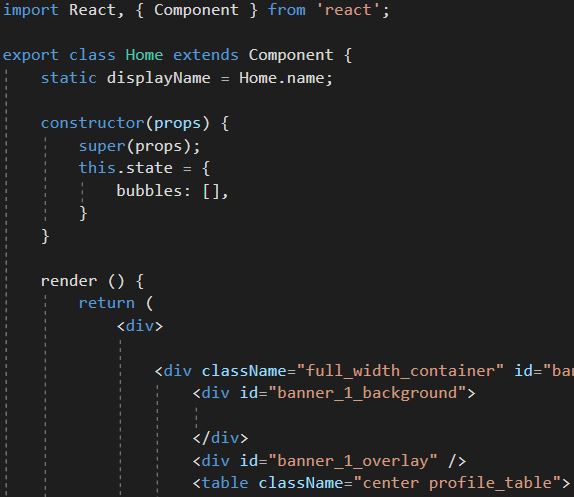 import React, { Component } from 'react';
export class Home extends Component {
static displayName = Home.name;
constructor(props) {
super(props);
this.state = {
bubbles: [],
}
}
render () {
return (
<div>
<div className="full_width_container" id="ban
<div id="banner_1_background">
</div>
<div id="banner_1_overlay" />
<table className="center profile_table">